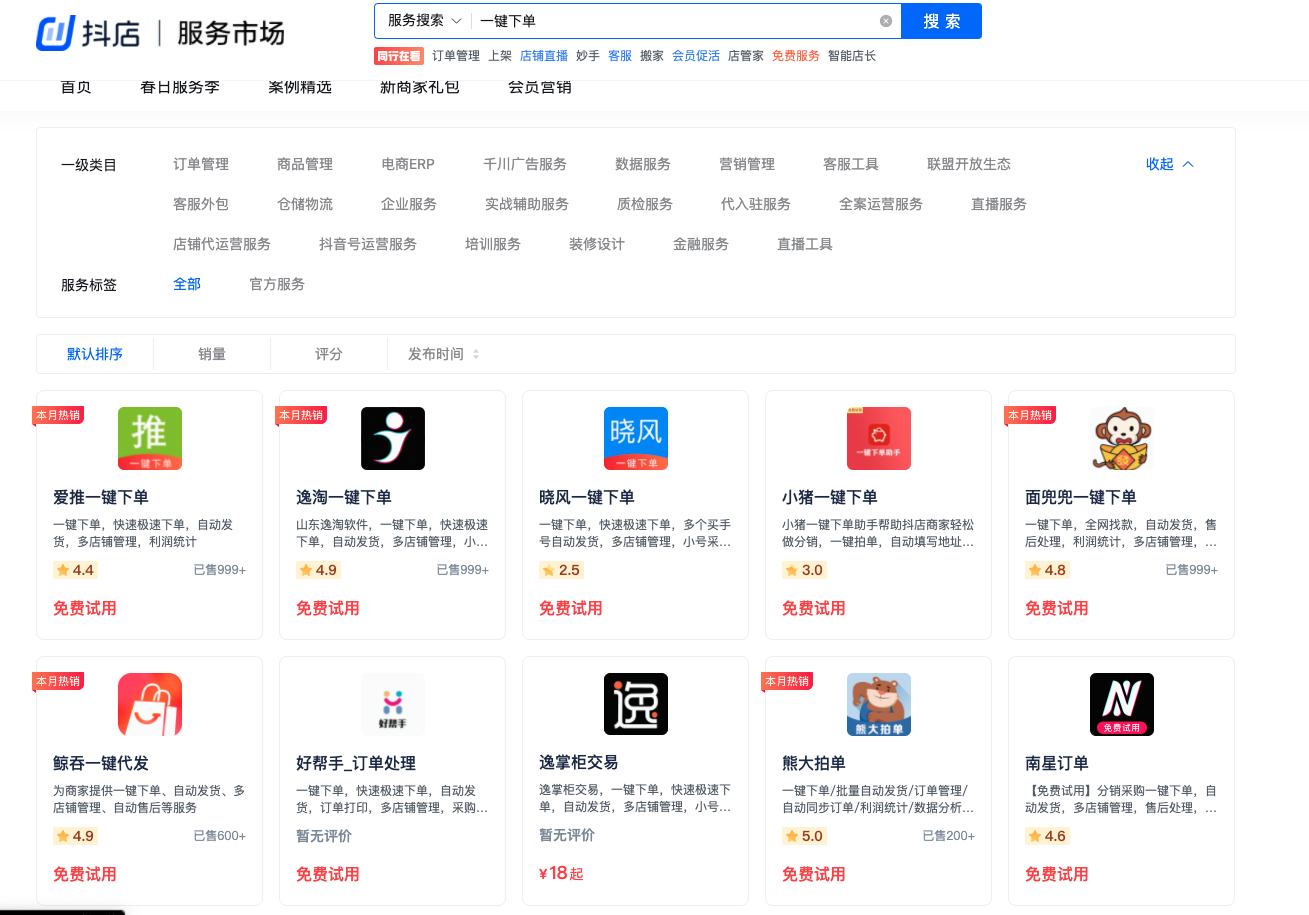 抖店 | 服务市场
服务搜索 一键下单 搜 索
同行在看 订单管理 上架 店铺直播 妙手 客服 搬家 会员促活 店管家 免费服务 智能店长
首页 春日服务季 案例精选 新商家礼包 会员营销
一级类目 订单管理 商品管理 电商ERP 千川广告服务 数据服务 营销管理 客服工具 联盟开放生态 收起
客服外包 仓储物流 企业服务 实战辅助服务 质检服务 代入驻服务 全案运营服务 直播服务
店铺代运营服务 抖音号运营服务 培训服务 装修设计 金融服务 直播工具
服务标签 全部 官方服务
默认排序 销量 评分 发布时间
本月热销
推
一键下单
爱推一键下单
一键下单，快速极速下单，自动发
货，多店铺管理，利润统计
4.4 已售999+
免费试用
本月热销
逸淘一键下单
山东逸淘软件，一键下单，快速极速
下单，自动发货，多店铺管理，小...
4.9 已售999+
免费试用
晓风
一键下单
晓风一键下单
一键下单，快速极速下单，多个买手
号自动发货，多店铺管理，小号采...
2.5
免费试用
一键下单助手
小猪一键下单
小猪一键下单助手帮助抖店商家轻松
做分销，一键拍单，自动填写地址...
3.0
免费试用
本月热销
面兜兜一键下单
一键下单，全网找款，自动发货，售
后处理，利润统计，多店铺管理，...
4.8 已售999+
免费试用
本月热销
鲸吞一键代发
为商家提供一键下单、自动发货、多
店铺管理、自动售后等服务
4.9 已售600+
免费试用
好帮手
好帮手_订单处理
一键下单，快速极速下单，自动发
货，订单打印，多店铺管理，采购...
暂无评价
免费试用
逸
逸掌柜交易
逸掌柜交易，一键下单，快速极速下
单，自动发货，多店铺管理，小号...
暂无评价
¥18起
本月热销
熊大拍单
熊大拍单
一键下单/批量自动发货/订单管理/
自动同步订单/利润统计/数据分析...
5.0 已售200+
免费试用
N
免费试用
南星订单
【免费试用】分销采购一键下单，自
动发货，多店铺管理，售后处理，...
4.6
免费试用